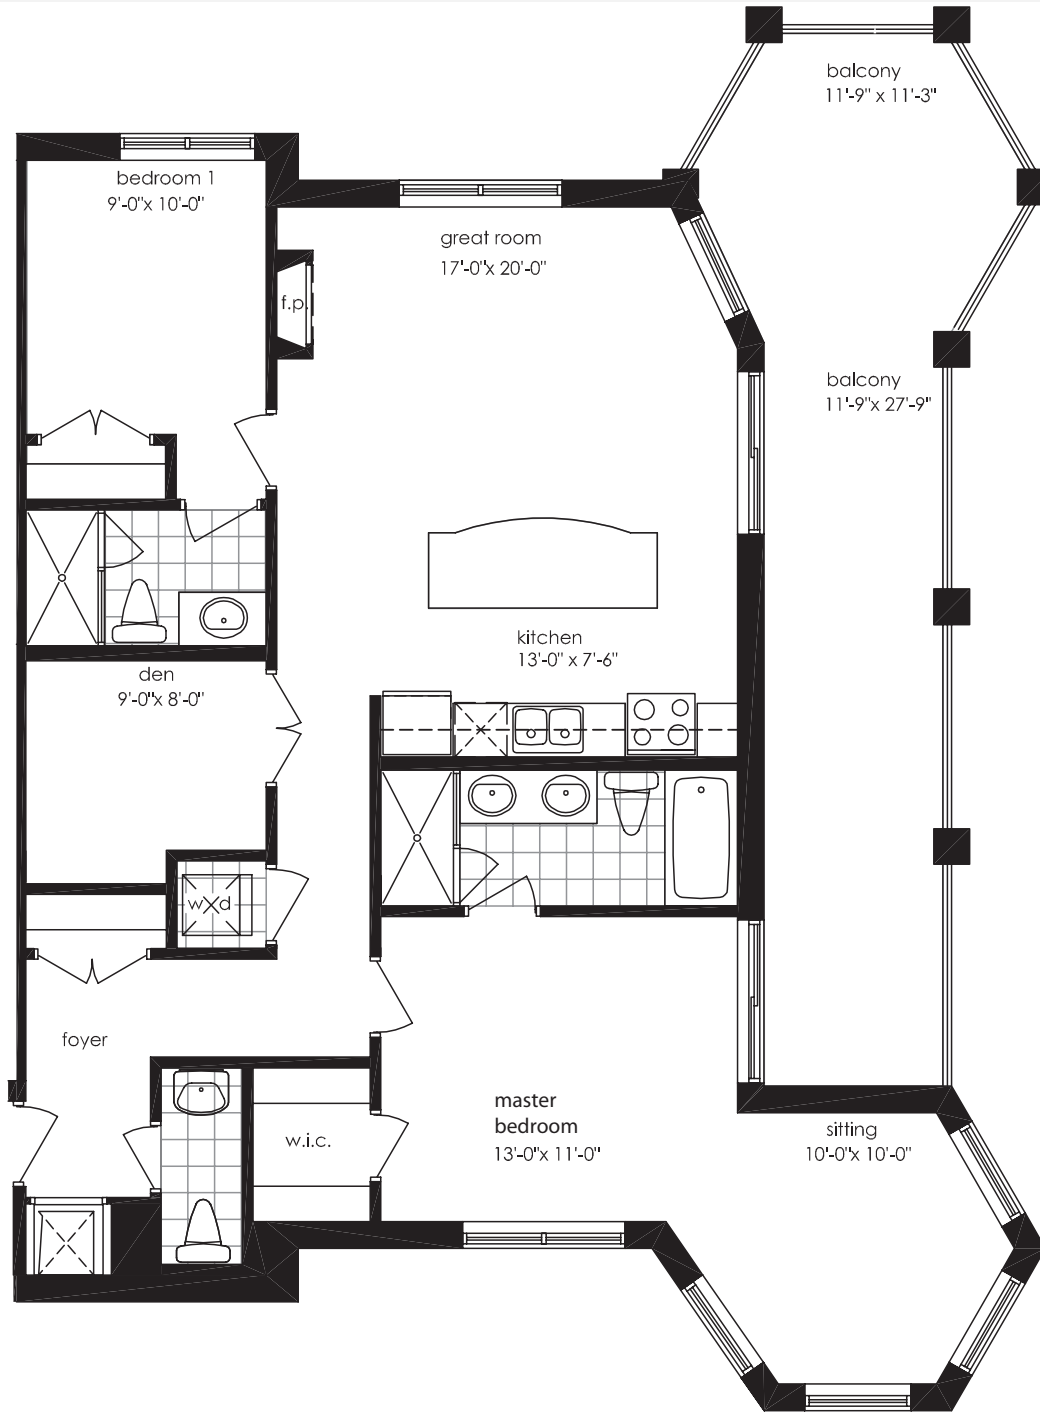 balcony
11'-9" x 11'-3"
bedroom 1
9'-0"x 10'-0"
great room
17'-0"x 20'-0"
f.p.
balcony
11'-9"x 27'-9"
kitchen
13'-0" x 7'-6"
den
9'-0"x 8'-0"
w d
foyer
master
bedroom
13'-0"x 11'-0"
w.i.c.
sitting
10'-0"x 10'-0"